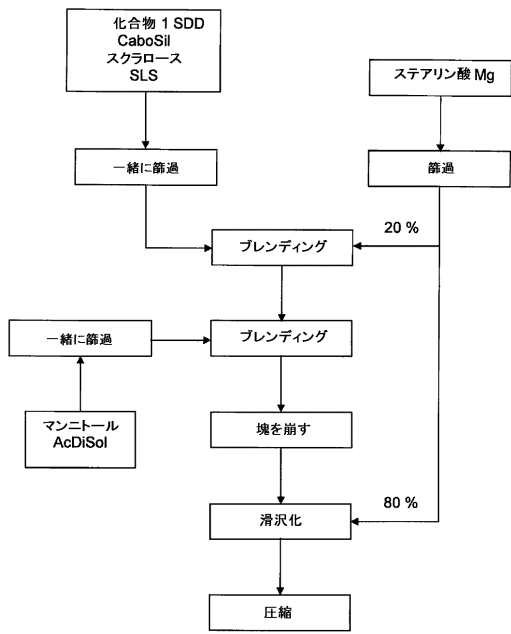 化合物 1 SDD
CaboSil
スクラロース
SLS
ステアリン酸 Mg
一緒に篩過
篩過
20 %
ブレンディング
一緒に篩過
ブレンディング
マンニトール
AcDiSol
塊を崩す
80 %
滑沢化
圧縮